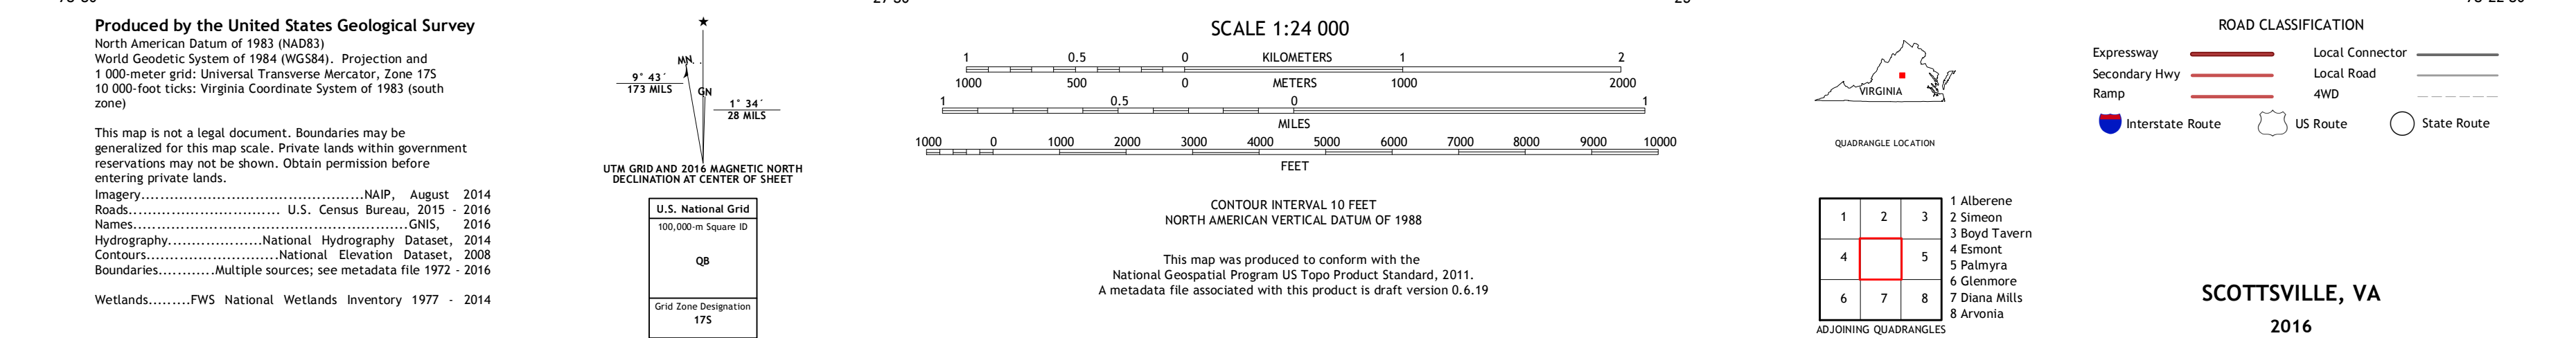 Produced by the United States Geological Survey
North American Datum of 1983 (NAD83)
World Geodetic System of 1984 (WGS84). Projection and
1 000-meter grid: Universal Transverse Mercator, Zone 17S
10 000-foot ticks: Virginia Coordinate System of 1983 (south
zone)
This map is not a legal document. Boundaries may be
generalized for this map scale. Private lands within government
reservations may not be shown. Obtain permission before
entering private lands.
Imagery................................................NAIP, August 2014
Roads................................ U.S. Census Bureau, 2015 - 2016
Names............................................................GNIS, 2016
Hydrography....................National Hydrography Dataset, 2014
Contours............................National Elevation Dataset, 2008
Boundaries...........Multiple sources; see metadata file 1972 - 2016
Wetlands.........FWS National Wetlands Inventory 1977 - 2014
MN
9° 43´
173 MILS
GN
1° 34´
28 MILS
UTM GRID AND 2016 MAGNETIC NORTH
DECLINATION AT CENTER OF SHEET
U.S. National Grid
100,000-m Square ID
QB
Grid Zone Designation
17S
SCALE 1:24 000
1 0.5 0 KILOMETERS 1 2
1000 500 0 METERS 1000 2000
1 0.5 0 1
MILES
1000 0 1000 2000 3000 4000 5000 6000 7000 8000 9000 10000
FEET
CONTOUR INTERVAL 10 FEET
NORTH AMERICAN VERTICAL DATUM OF 1988
This map was produced to conform with the
National Geospatial Program US Topo Product Standard, 2011.
A metadata file associated with this product is draft version 0.6.19
VIRGINIA
QUADRANGLE LOCATION
1 2 3
4 5
6 7 8
1 Alberene
2 Simeon
3 Boyd Tavern
4 Esmont
5 Palmyra
6 Glenmore
7 Diana Mills
8 Arvonia
ADJOINING QUADRANGLES
ROAD CLASSIFICATION
Expressway Local Connector
Secondary Hwy Local Road
Ramp 4WD
Interstate Route US Route State Route
SCOTTSVILLE, VA
2016